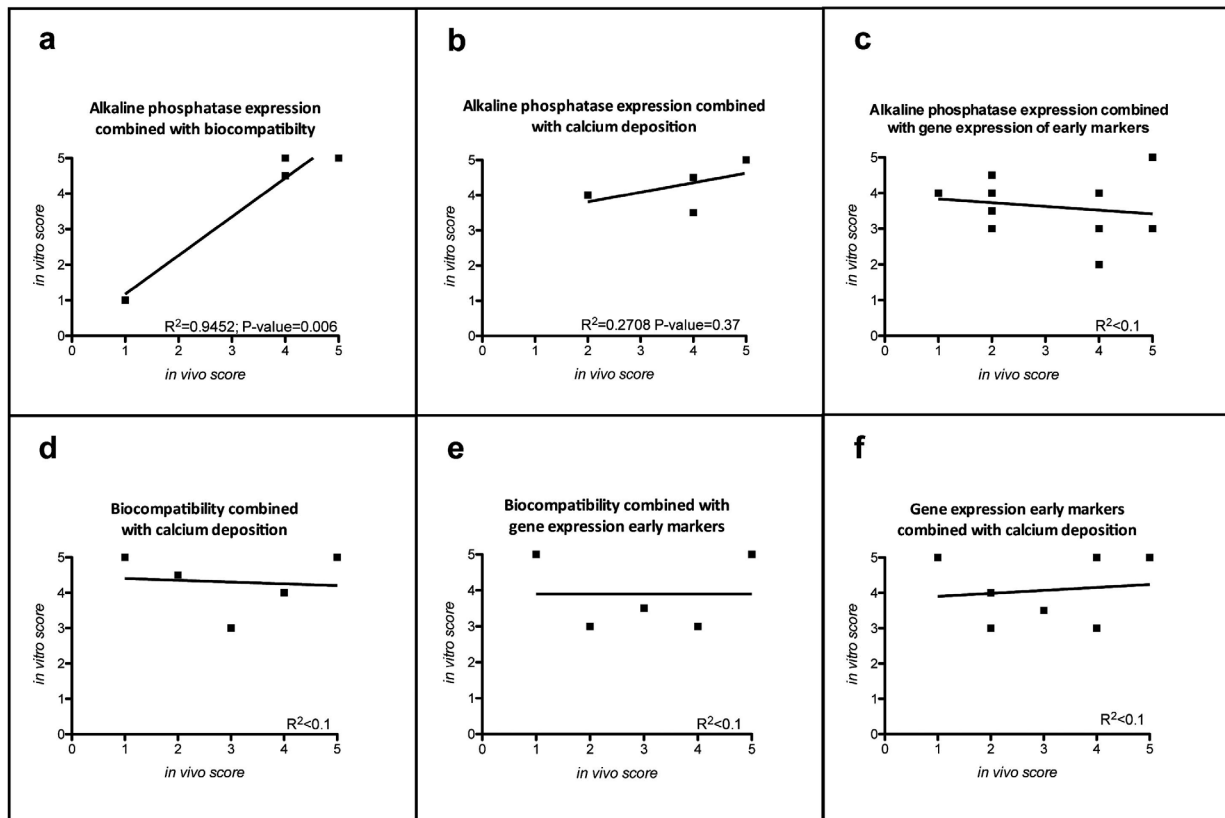 a
Alkaline phosphatase expression
combined with biocompatibilty
5
4
3
2
1
0
in vitro score
R²=0.9452; P-value=0.006
0 1 2 3 4 5
in vivo score
b
Alkaline phosphatase expression combined
with calcium deposition
5
4
3
2
1
0
in vitro score
R²=0.2708 P-value=0.37
0 1 2 3 4 5
in vivo score
c
Alkaline phosphatase expression combined
with gene expression of early markers
5
4
3
2
1
0
in vitro score
R²<0.1
0 1 2 3 4 5
in vivo score
d
Biocompatibility combined
with calcium deposition
5
4
3
2
1
0
in vitro score
R²<0.1
0 1 2 3 4 5
in vivo score
e
Biocompatibility combined with
gene expression early markers
5
4
3
2
1
0
in vitro score
R²<0.1
0 1 2 3 4 5
in vivo score
f
Gene expression early markers
combined with calcium deposition
5
4
3
2
1
0
in vitro score
R²<0.1
0 1 2 3 4 5
in vivo score